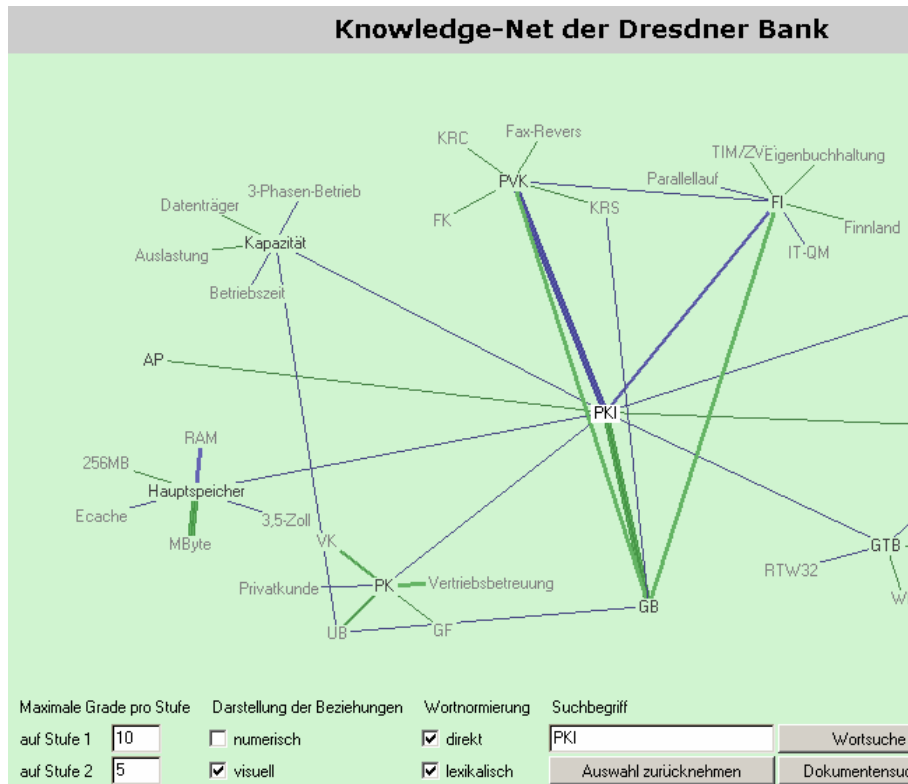 Knowledge-Net der Dresdner Bank
KRC
Fax-Revers
TIM/ZV
Eigenbuchhaltung
PVK
Parallellauf
3-Phasen-Betrieb
FI
Datenträger
KRS
FK
Finnland
Kapazität
IT-QM
Auslastung
Betriebszeit
AP
PKI
RAM
256MB
Hauptspeicher
Ecache
3,5-Zoll
MByte
VK
GTB
RTW32
Privatkunde
PK
Vertriebsbetreuung
W
GB
UB
GF
Maximale Grade pro Stufe Darstellung der Beziehungen Wortnormierung Suchbegriff
auf Stufe 1 10 numerisch direkt PKI Wortsuche
auf Stufe 2 5 visuell lexikalisch Auswahl zurücknehmen Dokumentensuc